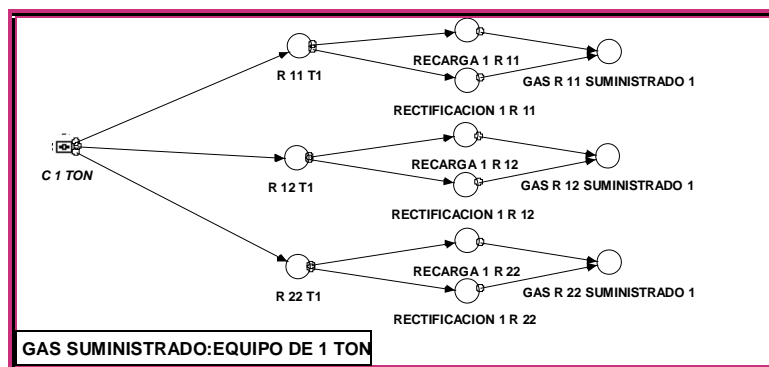 RECARGA 1 R 11
R 11 T1
GAS R 11 SUMINISTRADO 1
RECTIFICACION 1 R 11
C 1 TON
RECARGA 1 R 12
R 12 T1
GAS R 12 SUMINISTRADO 1
RECTIFICACION 1 R 12
RECARGA 1 R 22
R 22 T1
GAS R 22 SUMINISTRADO 1
RECTIFICACION 1 R 22
GAS SUMINISTRADO:EQUIPO DE 1 TON